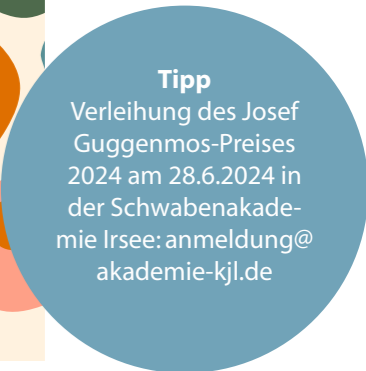 Tipp
Verleihung des Josef
Guggenmos-Preises
2024 am 28.6.2024 in
der Schwabenakade-
mie Irsee: anmeldung@
akademie-kjl.de